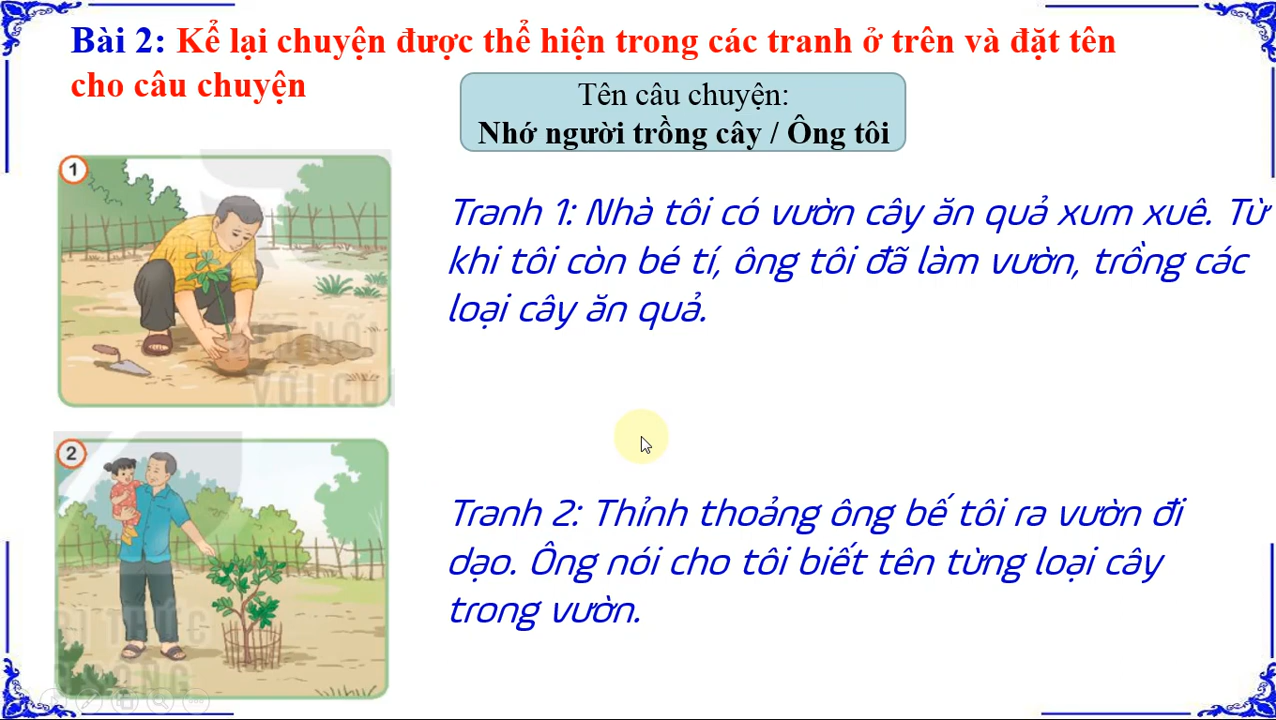 Bài 2: Kể lại chuyện được thể hiện trong các tranh ở trên và đặt tên
cho câu chuyện
Tên câu chuyện:
Nhớ người trồng cây / Ông tôi
1
Tranh 1: Nhà tôi có vườn cây ăn quả xum xuê. Từ
khi tôi còn bé tí, ông tôi đã làm vườn, trồng các
loại cây ăn quả.
2
Tranh 2: Thỉnh thoảng ông bế tôi ra vườn đi
dạo. Ông nói cho tôi biết tên từng loại cây
trong vườn.